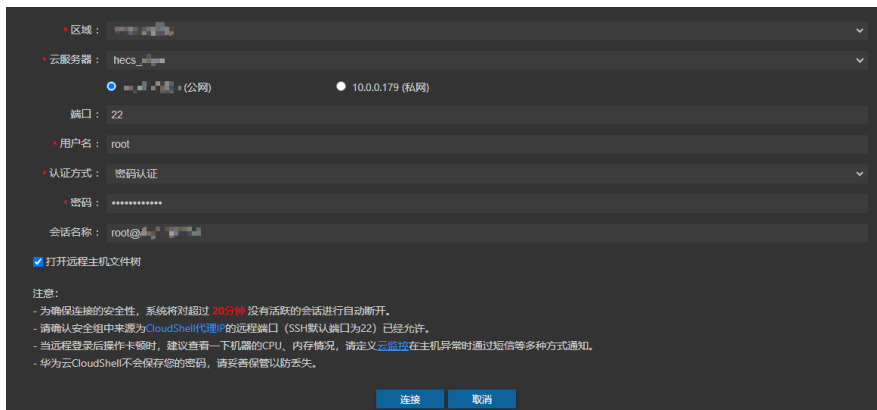 * 区域：
* 云服务器： hecs_
(公网) 10.0.0.179 (私网)
端口： 22
* 用户名： root
* 认证方式： 密码认证
* 密码： ••••••••••••
会话名称： root@
打开远程主机文件树
注意：
- 为确保连接的安全性，系统将对超过 20分钟 没有活跃的会话进行自动断开。
- 请确认安全组中来源为CloudShell代理IP的远程端口（SSH默认端口为22）已经允许。
- 当远程登录后操作卡顿时，建议查看一下机器的CPU、内存情况，请定义云监控在主机异常时通过短信等多种方式通知。
- 华为云CloudShell不会保存您的密码，请妥善保管以防丢失。
连接 取消